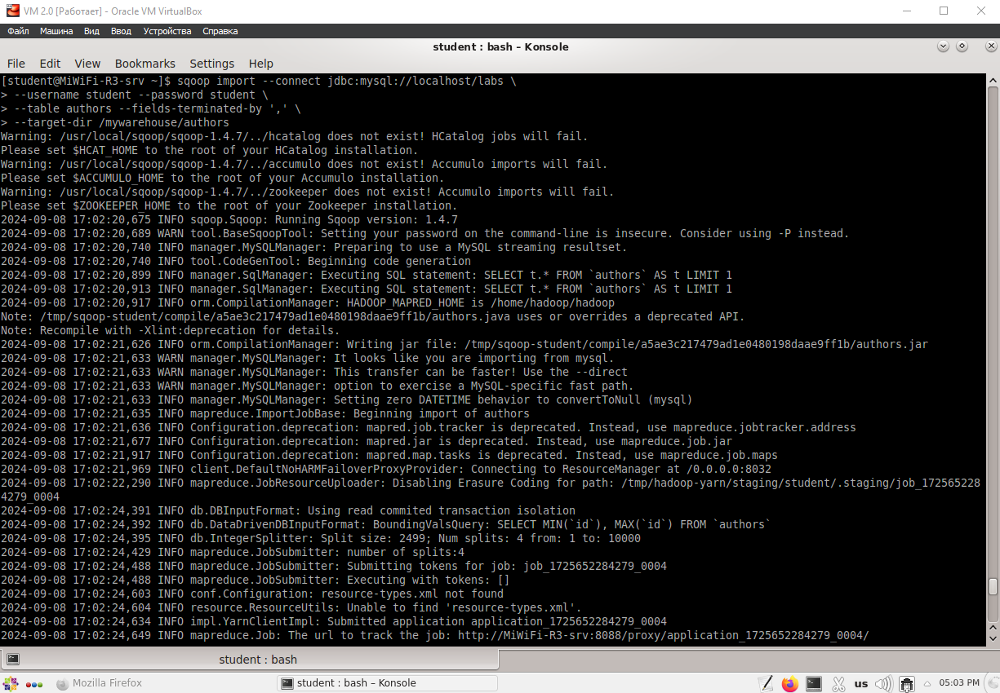 VM 2.0 [Работает] - Oracle VM VirtualBox
Файл Машина Вид Ввод Устройства Справка
student : bash – Konsole
File Edit View Bookmarks Settings Help
[student@MiWiFi-R3-srv ~]$ sqoop import --connect jdbc:mysql://localhost/labs \
> --username student --password student \
> --table authors --fields-terminated-by ',' \
> --target-dir /mywarehouse/authors
Warning: /usr/local/sqoop/sqoop-1.4.7/../hcatalog does not exist! HCatalog jobs will fail.
Please set $HCAT_HOME to the root of your HCatalog installation.
Warning: /usr/local/sqoop/sqoop-1.4.7/../accumulo does not exist! Accumulo imports will fail.
Please set $ACCUMULO_HOME to the root of your Accumulo installation.
Warning: /usr/local/sqoop/sqoop-1.4.7/../zookeeper does not exist! Accumulo imports will fail.
Please set $ZOOKEEPER_HOME to the root of your Zookeeper installation.
2024-09-08 17:02:20,675 INFO sqoop.Sqoop: Running Sqoop version: 1.4.7
2024-09-08 17:02:20,689 WARN tool.BaseSqoopTool: Setting your password on the command-line is insecure. Consider using -P instead.
2024-09-08 17:02:20,740 INFO manager.MySQLManager: Preparing to use a MySQL streaming resultset.
2024-09-08 17:02:20,740 INFO tool.CodeGenTool: Beginning code generation
2024-09-08 17:02:20,899 INFO manager.SqlManager: Executing SQL statement: SELECT t.* FROM `authors` AS t LIMIT 1
2024-09-08 17:02:20,913 INFO manager.SqlManager: Executing SQL statement: SELECT t.* FROM `authors` AS t LIMIT 1
2024-09-08 17:02:20,917 INFO orm.CompilationManager: HADOOP_MAPRED_HOME is /home/hadoop/hadoop
Note: /tmp/sqoop-student/compile/a5ae3c217479ad1e0480198daae9ff1b/authors.java uses or overrides a deprecated API.
Note: Recompile with -Xlint:deprecation for details.
2024-09-08 17:02:21,626 INFO orm.CompilationManager: Writing jar file: /tmp/sqoop-student/compile/a5ae3c217479ad1e0480198daae9ff1b/authors.jar
2024-09-08 17:02:21,633 WARN manager.MySQLManager: It looks like you are importing from mysql.
2024-09-08 17:02:21,633 WARN manager.MySQLManager: This transfer can be faster! Use the --direct
2024-09-08 17:02:21,633 WARN manager.MySQLManager: option to exercise a MySQL-specific fast path.
2024-09-08 17:02:21,633 INFO manager.MySQLManager: Setting zero DATETIME behavior to convertToNull (mysql)
2024-09-08 17:02:21,635 INFO mapreduce.ImportJobBase: Beginning import of authors
2024-09-08 17:02:21,636 INFO Configuration.deprecation: mapred.job.tracker is deprecated. Instead, use mapreduce.jobtracker.address
2024-09-08 17:02:21,677 INFO Configuration.deprecation: mapred.jar is deprecated. Instead, use mapreduce.job.jar
2024-09-08 17:02:21,917 INFO Configuration.deprecation: mapred.map.tasks is deprecated. Instead, use mapreduce.job.maps
2024-09-08 17:02:21,969 INFO client.DefaultNoHARMFailoverProxyProvider: Connecting to ResourceManager at /0.0.0.0:8032
2024-09-08 17:02:22,290 INFO mapreduce.JobResourceUploader: Disabling Erasure Coding for path: /tmp/hadoop-yarn/staging/student/.staging/job_172565228
4279_0004
2024-09-08 17:02:24,391 INFO db.DBInputFormat: Using read commited transaction isolation
2024-09-08 17:02:24,392 INFO db.DataDrivenDBInputFormat: BoundingValsQuery: SELECT MIN(`id`), MAX(`id`) FROM `authors`
2024-09-08 17:02:24,395 INFO db.IntegerSplitter: Split size: 2499; Num splits: 4 from: 1 to: 10000
2024-09-08 17:02:24,429 INFO mapreduce.JobSubmitter: number of splits:4
2024-09-08 17:02:24,488 INFO mapreduce.JobSubmitter: Submitting tokens for job: job_1725652284279_0004
2024-09-08 17:02:24,488 INFO mapreduce.JobSubmitter: Executing with tokens: []
2024-09-08 17:02:24,603 INFO conf.Configuration: resource-types.xml not found
2024-09-08 17:02:24,604 INFO resource.ResourceUtils: Unable to find 'resource-types.xml'.
2024-09-08 17:02:24,634 INFO impl.YarnClientImpl: Submitted application application_1725652284279_0004
2024-09-08 17:02:24,649 INFO mapreduce.Job: The url to track the job: http://MiWiFi-R3-srv:8088/proxy/application_1725652284279_0004/
student : bash
Mozilla Firefox student : bash – Konsole us 05:03 PM